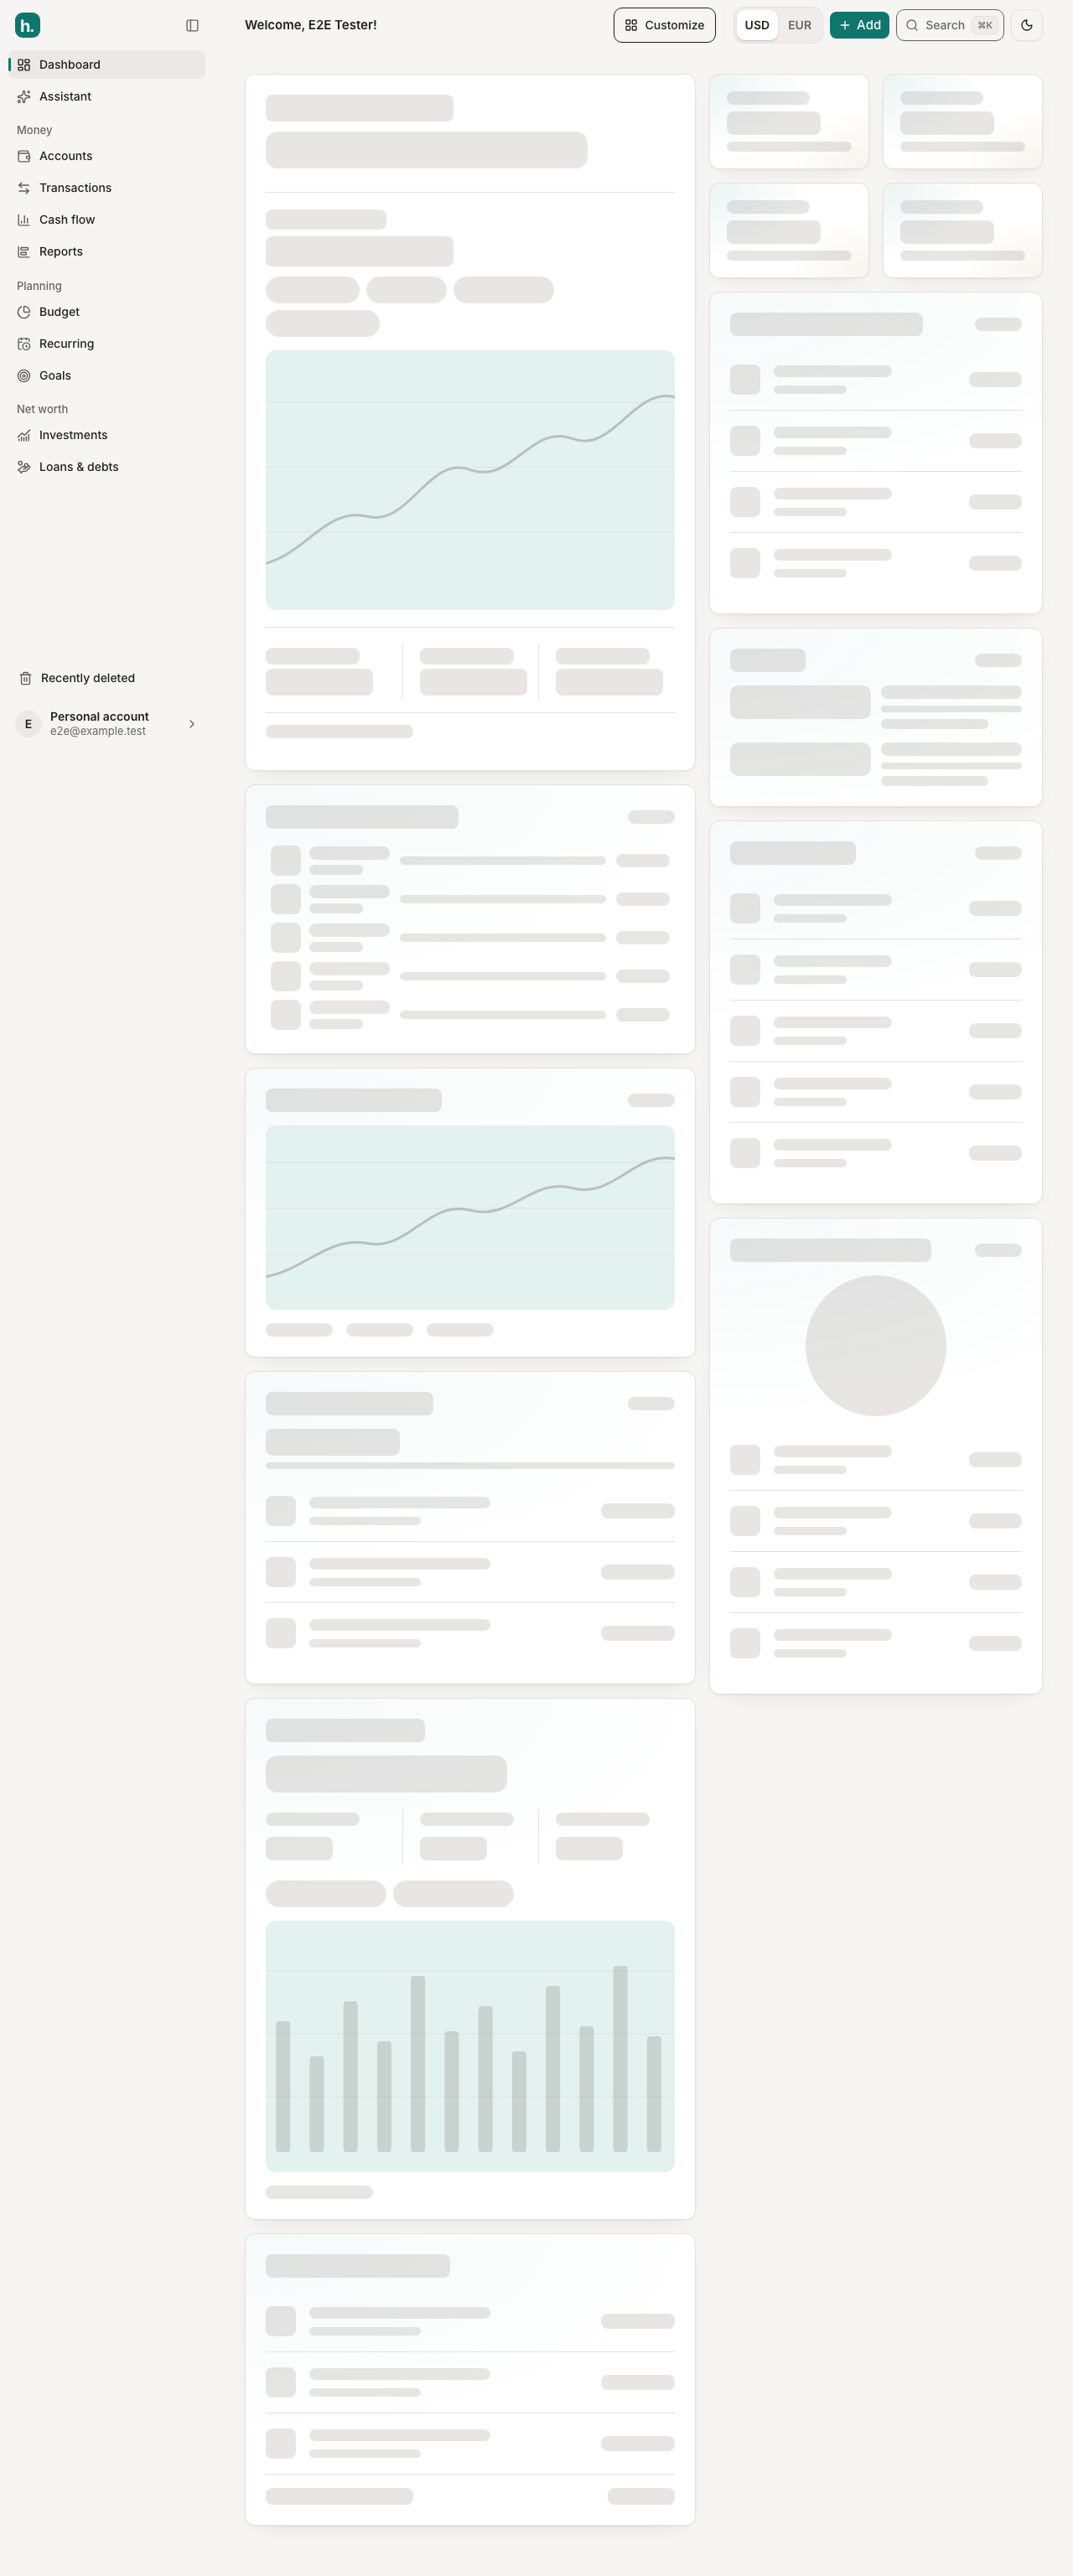 h.
Welcome, E2E Tester!
Customize
USD
EUR
Add
Search
⌘K
Dashboard
Assistant
Money
Accounts
Transactions
Cash flow
Reports
Planning
Budget
Recurring
Goals
Net worth
Investments
Loans & debts
Recently deleted
E
Personal account
e2e@example.test